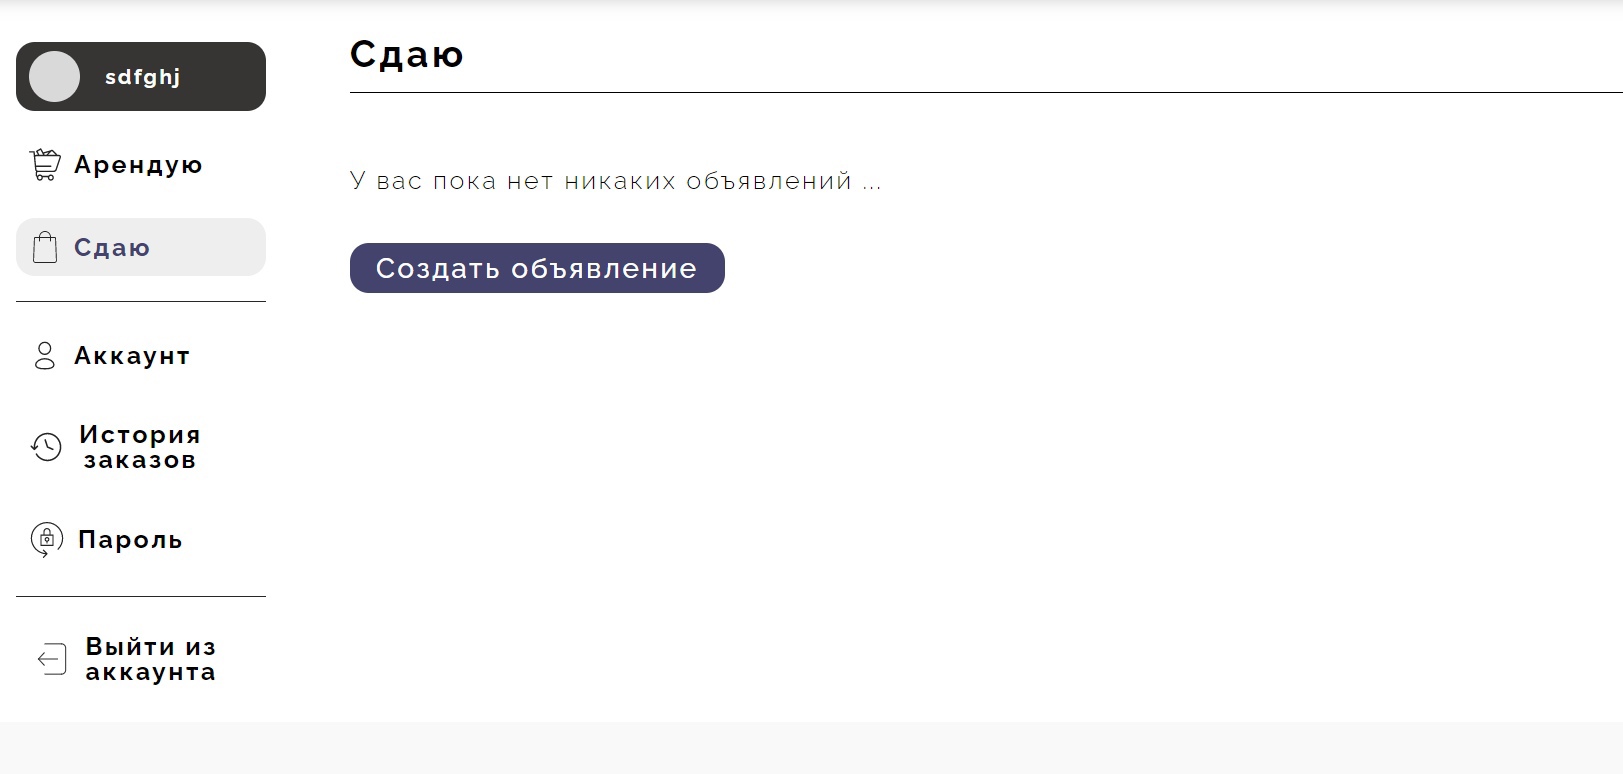 sdfghj
Арендую
Сдаю
Аккаунт
История
заказов
Пароль
Выйти из
аккаунта
Сдаю
У вас пока нет никаких объявлений ...
Создать объявление